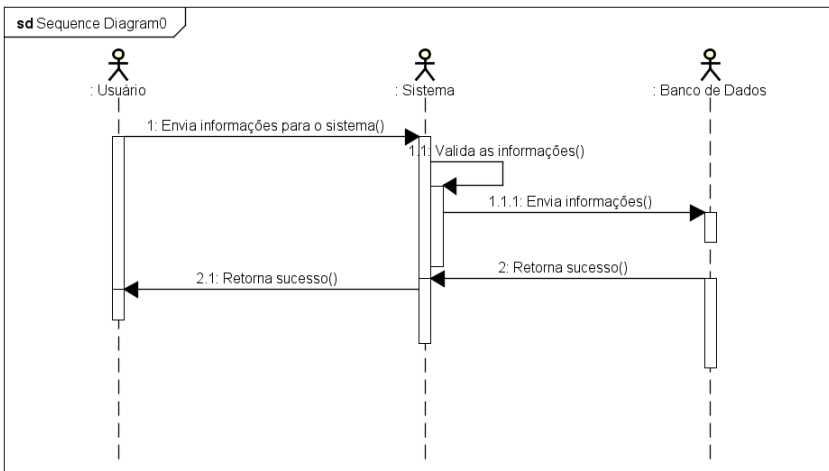 sd Sequence Diagram0
: Usuário
: Sistema
: Banco de Dados
1: Envia informações para o sistema()
1.1: Valida as informações()
1.1.1: Envia informações()
2: Retorna sucesso()
2.1: Retorna sucesso()